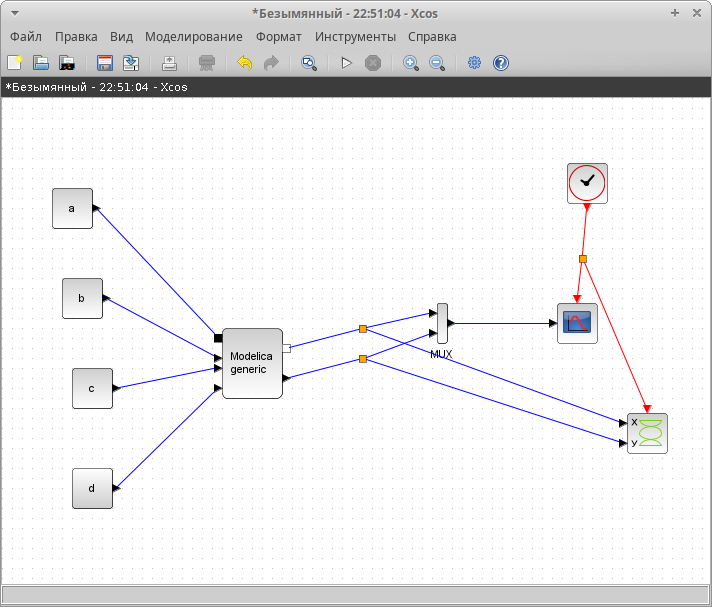 *Безымянный - 22:51:04 - Xcos
Файл Правка Вид Моделирование Формат Инструменты Справка
*Безымянный - 22:51:04 - Xcos
a
b
c
d
Modelica
generic
MUX
X
y